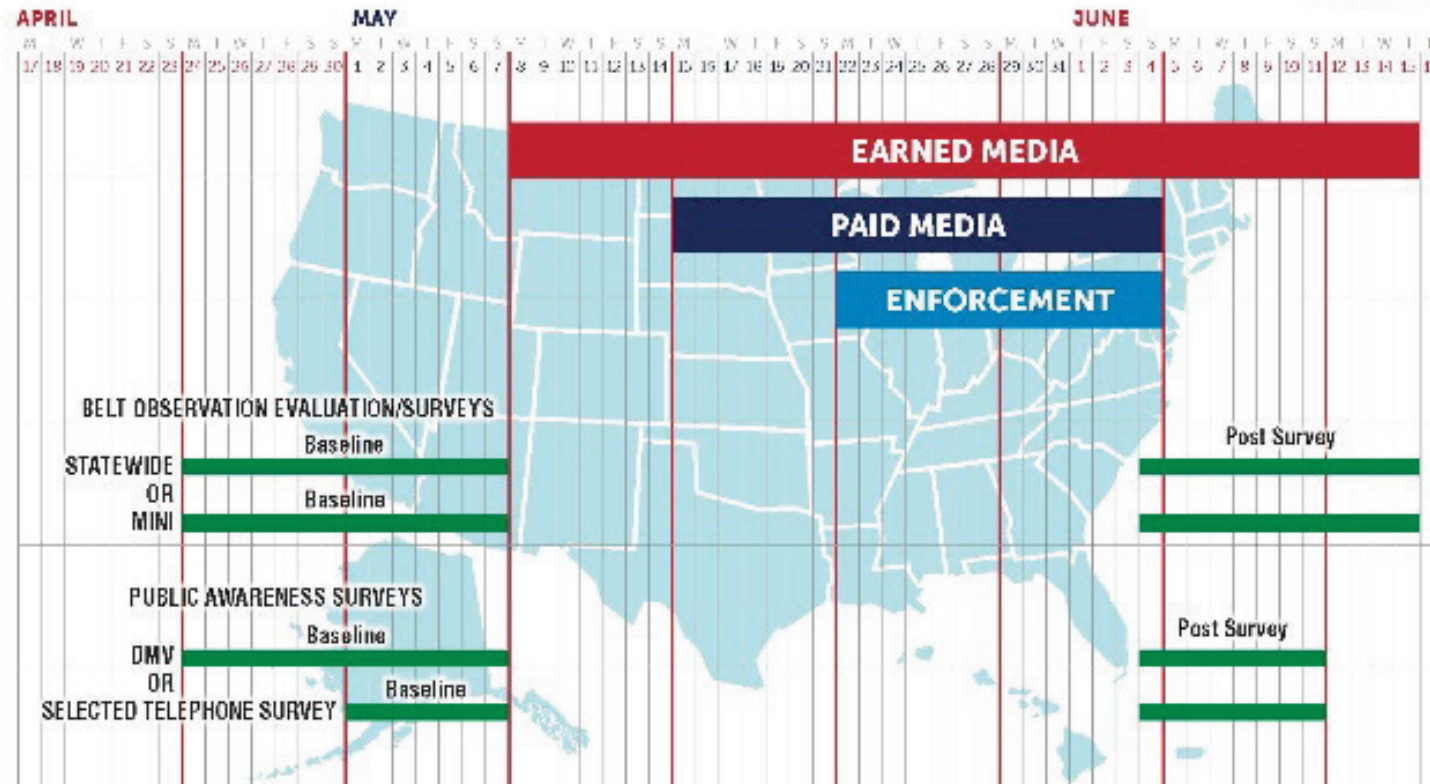 APRIL MAY JUNE
M W F S S M W F S S M T W F S S M T W F S S M W F S S M T W F S S M T W F S S M W F S S M W
17 18 19 20 21 22 23 24 25 26 27 28 29 30 1 2 3 4 5 6 7 8 9 10 11 12 13 14 15 16 17 18 19 20 21 22 23 24 25 26 27 28 29 30 31 1 2 3 4 5 6 7 8 9 10 11 12 13 14 15
EARNED MEDIA
PAID MEDIA
ENFORCEMENT
BELT OBSERVATION EVALUATION/SURVEYS
Baseline Post Survey
STATEWIDE
OR
Baseline
MINI
PUBLIC AWARENESS SURVEYS
Baseline Post Survey
DMV
OR
Baseline
SELECTED TELEPHONE SURVEY